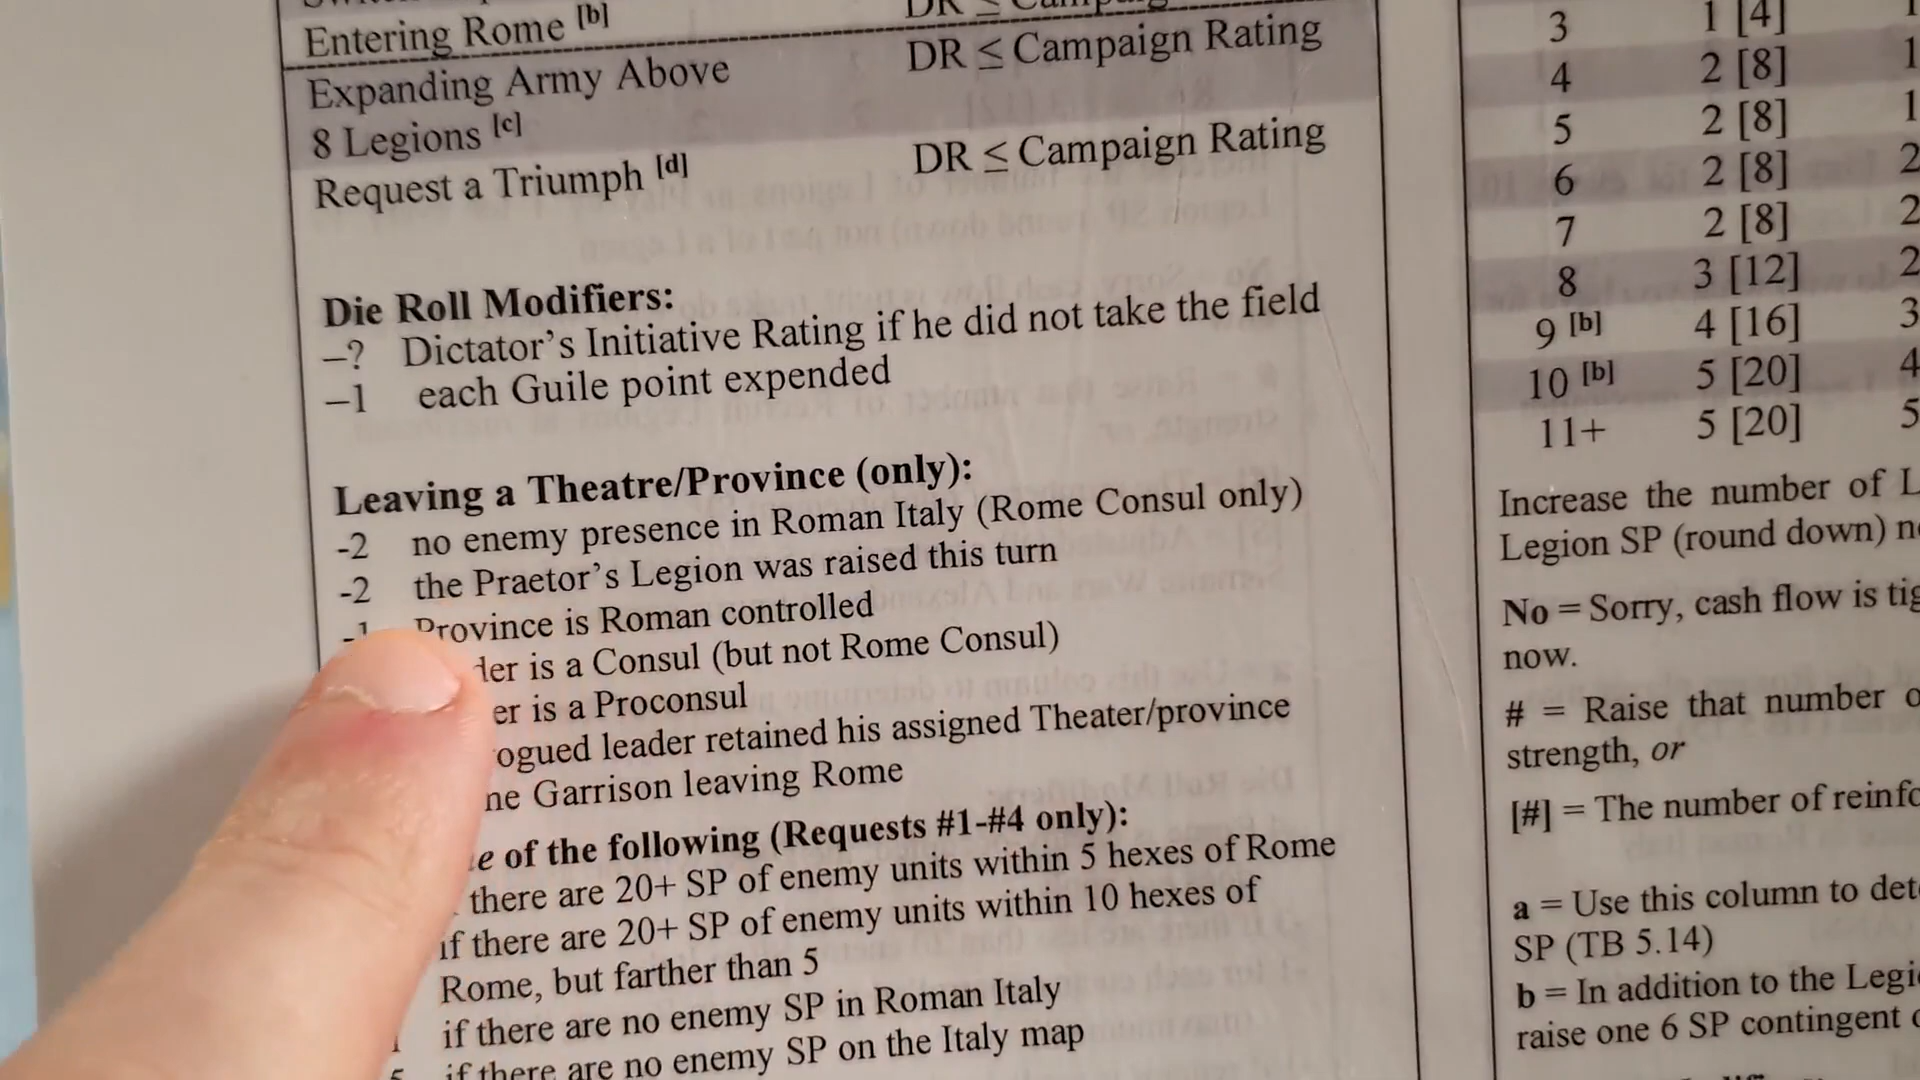 Entering Rome [b]
Expanding Army Above DR ≤ Campaign Rating
8 Legions [c]
Request a Triumph [d] DR ≤ Campaign Rating
Die Roll Modifiers:
–? Dictator’s Initiative Rating if he did not take the field
–1 each Guile point expended
Leaving a Theatre/Province (only):
-2 no enemy presence in Roman Italy (Rome Consul only)
-2 the Praetor’s Legion was raised this turn
-1 Province is Roman controlled
is a Consul (but not Rome Consul)
is a Proconsul
leader retained his assigned Theater/province
Garrison leaving Rome
of the following (Requests #1-#4 only):
there are 20+ SP of enemy units within 5 hexes of Rome
if there are 20+ SP of enemy units within 10 hexes of
Rome, but farther than 5
if there are no enemy SP in Roman Italy
if there are no enemy SP on the Italy map
3 1 [4] 1
4 2 [8] 1
5 2 [8] 1
6 2 [8] 2
7 2 [8] 2
8 3 [12] 2
9 [b] 4 [16] 3
10 [b] 5 [20] 4
11+ 5 [20] 5
Increase the number of
Legion SP (round down)
No = Sorry, cash flow is
now.
# = Raise that number
strength, or
[#] = The number of
a = Use this column to
SP (TB 5.14)
b = In addition to the
raise one 6 SP contingent